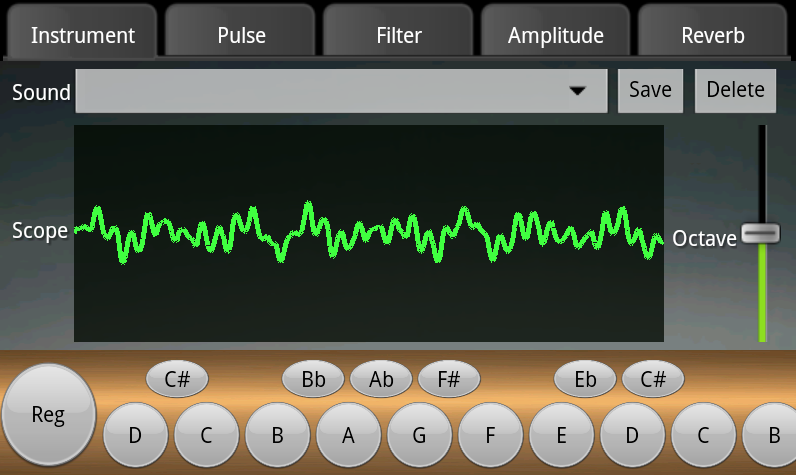 Instrument Pulse Filter Amplitude Reverb
Sound Save Delete
Scope Octave
C# Bb Ab F# Eb C#
Reg D C B A G F E D C B